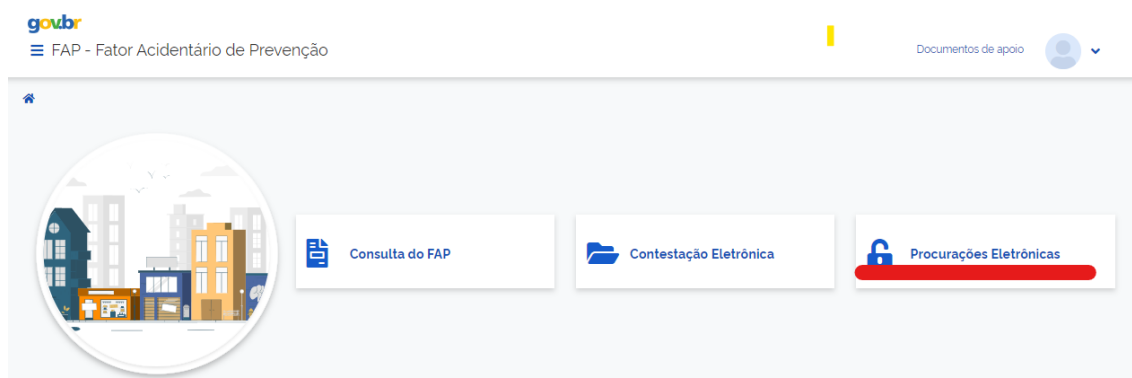 gov.br
FAP - Fator Acidentário de Prevenção
Documentos de apoio
Consulta do FAP
Contestação Eletrônica
Procurações Eletrônicas